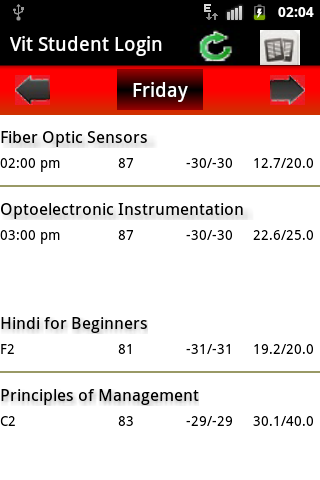 E
02:04
Vit Student Login
Friday
Fiber Optic Sensors
02:00 pm 87 -30/-30 12.7/20.0
Optoelectronic Instrumentation
03:00 pm 87 -30/-30 22.6/25.0
Hindi for Beginners
F2 81 -31/-31 19.2/20.0
Principles of Management
C2 83 -29/-29 30.1/40.0